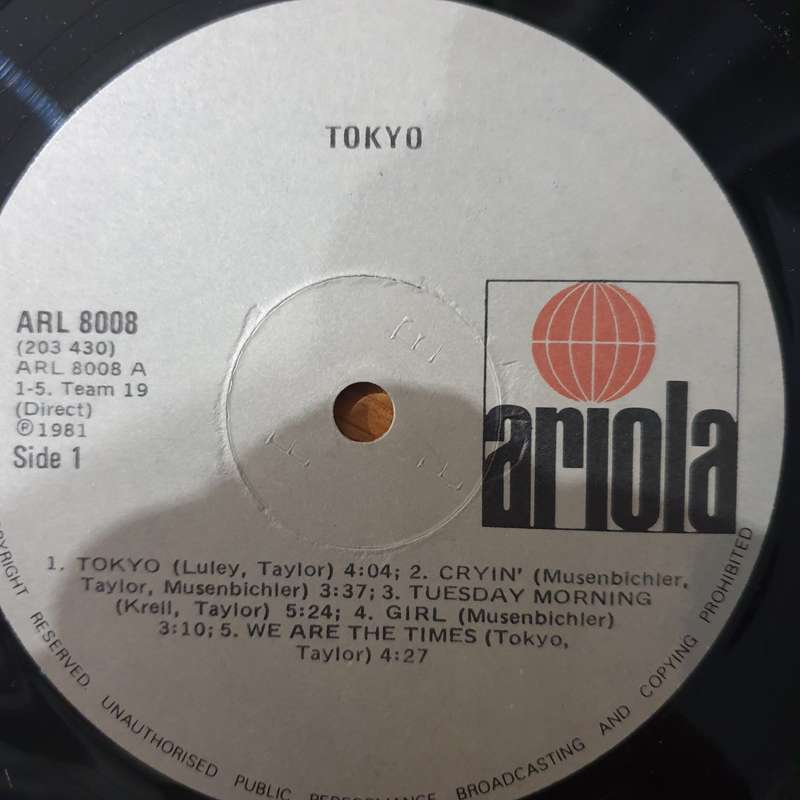 TOKYO
ARL 8008
(203 430)
ARL 8008 A
1-5. Team 19
(Direct)
℗1981
Side 1
ariola
1. TOKYO (Luley, Taylor) 4:04; 2. CRYIN' (Musenbichler,
Taylor, Musenbichler) 3:37; 3. TUESDAY MORNING
(Krell, Taylor) 5:24; 4. GIRL (Musenbichler)
3:10; 5. WE ARE THE TIMES (Tokyo,
Taylor) 4:27
RESERVED. UNAUTHORISED PUBLIC PERFORMANCE BROADCASTING AND COPYING PROHIBITED